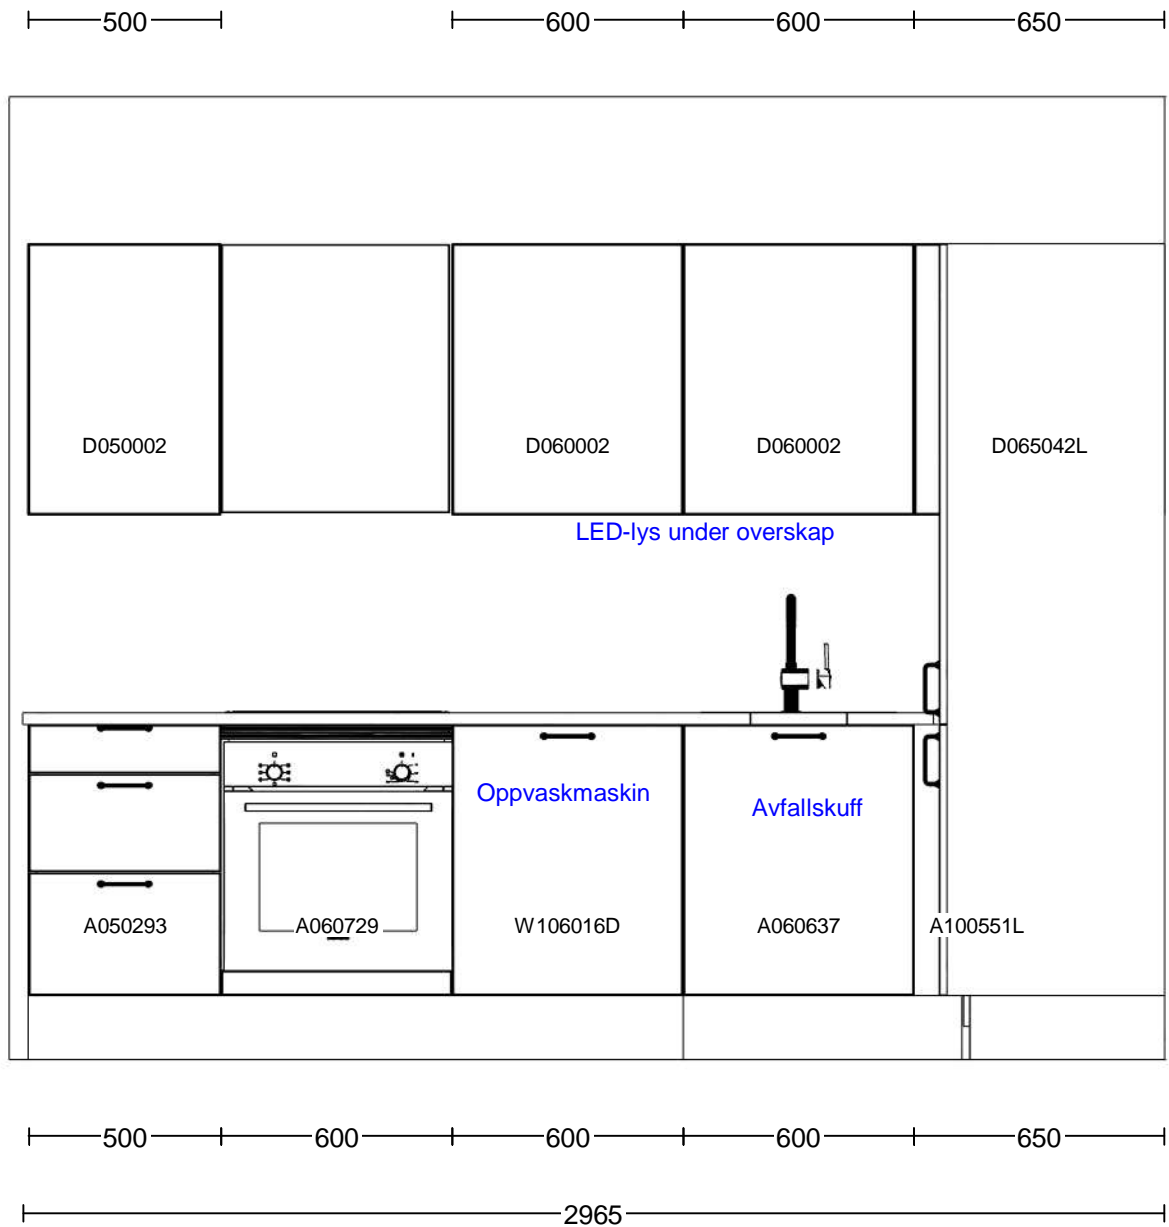 500 600 600 650
D050002 D060002 D060002 D065042L
LED-lys under overskap
Oppvaskmaskin
Avfallskuff
A050293 A060729 W106016D A060637 A100551L
500 600 600 600 650
2965